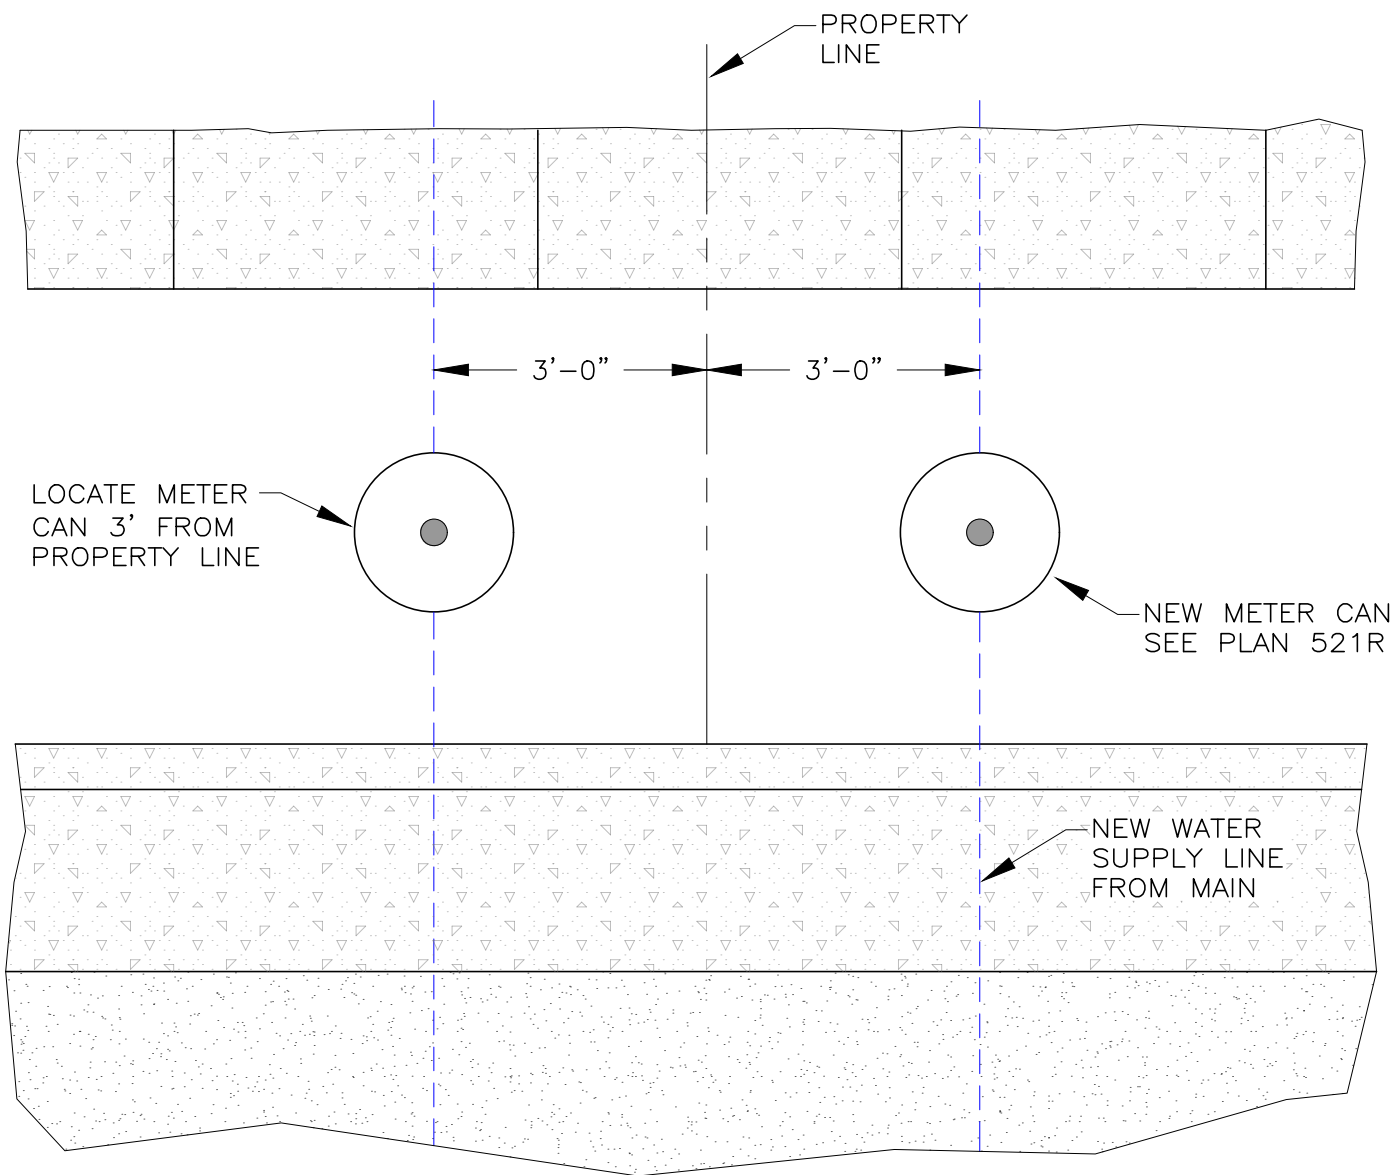 PROPERTY
LINE
3'-0"
3'-0"
LOCATE METER
CAN 3' FROM
PROPERTY LINE
NEW METER CAN
SEE PLAN 521R
NEW WATER
SUPPLY LINE
FROM MAIN